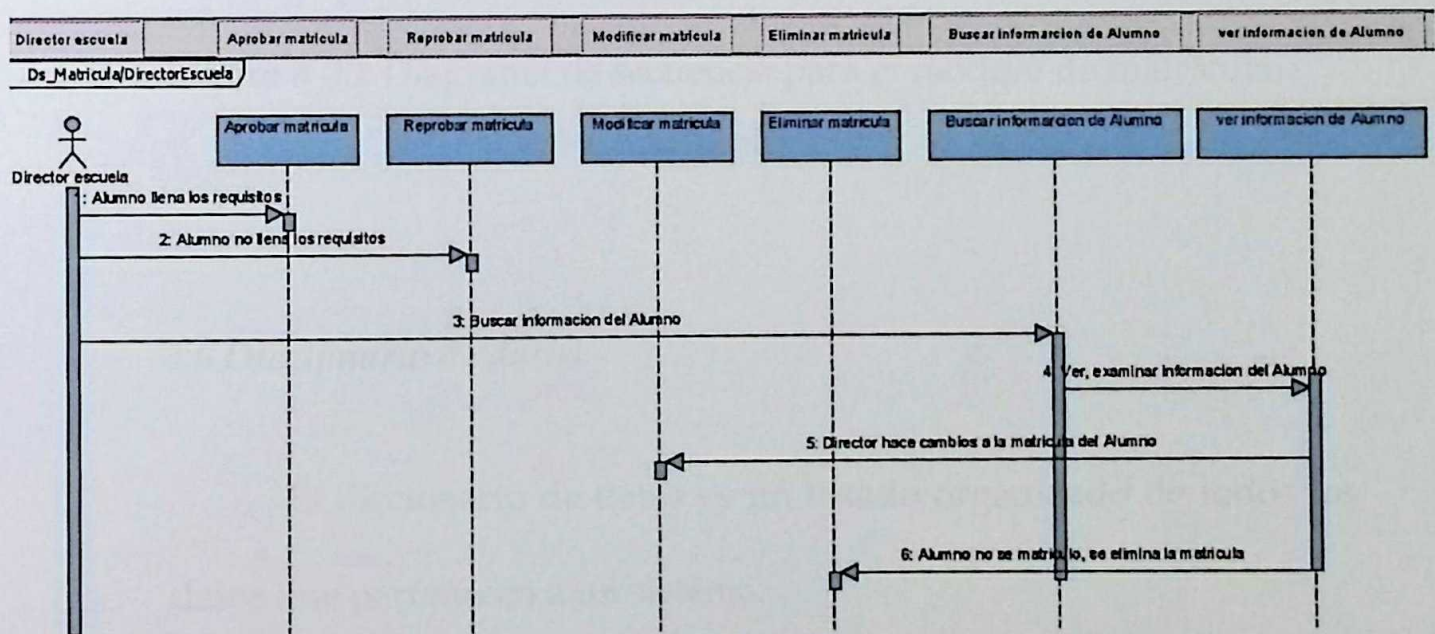 Director escuela
Aprobar matricula
Reprobar matricula
Modificar matricula
Eliminar matricula
Buscar informarcion de Alumno
ver informacion de Alumno
Ds_Matricula/DirectorEscuela
Aprobar matricula
Reprobar matricula
Modificar matricula
Eliminar matricula
Buscar informarcion de Alumno
ver informacion de Alumno
Director escuela
1: Alumno llena los requisitos
2: Alumno no llena los requisitos
3: Buscar informacion del Alumno
4: Ver, examinar informacion del Alumno
5: Director hace cambios a la matricula del Alumno
6: Alumno no se matriculo, se elimina la matricula